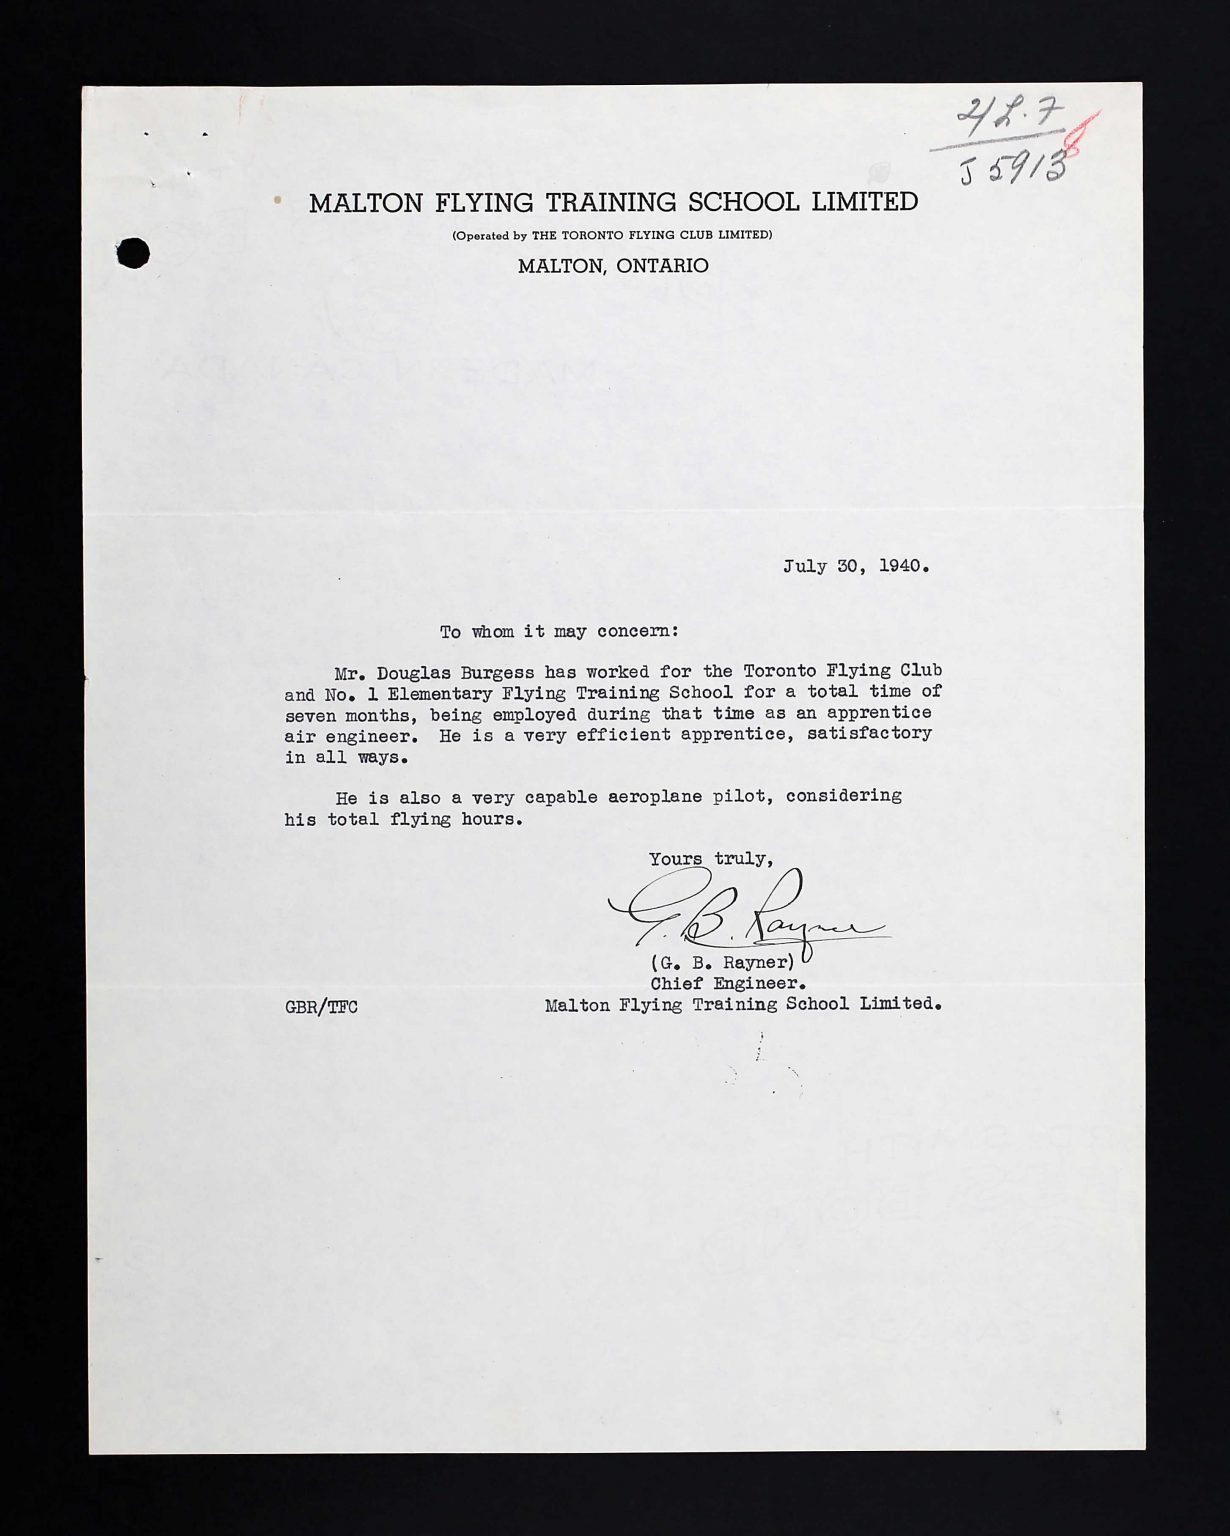 2/L.7
J5913
8
MALTON FLYING TRAINING SCHOOL LIMITED
(Operated by THE TORONTO FLYING CLUB LIMITED)
MALTON, ONTARIO
July 30, 1940.
To whom it may concern:
Mr. Douglas Burgess has worked for the Toronto Flying Club
and No. 1 Elementary Flying Training School for a total time of
seven months, being employed during that time as an apprentice
air engineer. He is a very efficient apprentice, satisfactory
in all ways.
He is also a very capable aeroplane pilot, considering
his total flying hours.
Yours truly,
G. B. Rayner
(G. B. Rayner)
Chief Engineer.
GBR/TFC Malton Flying Training School Limited.